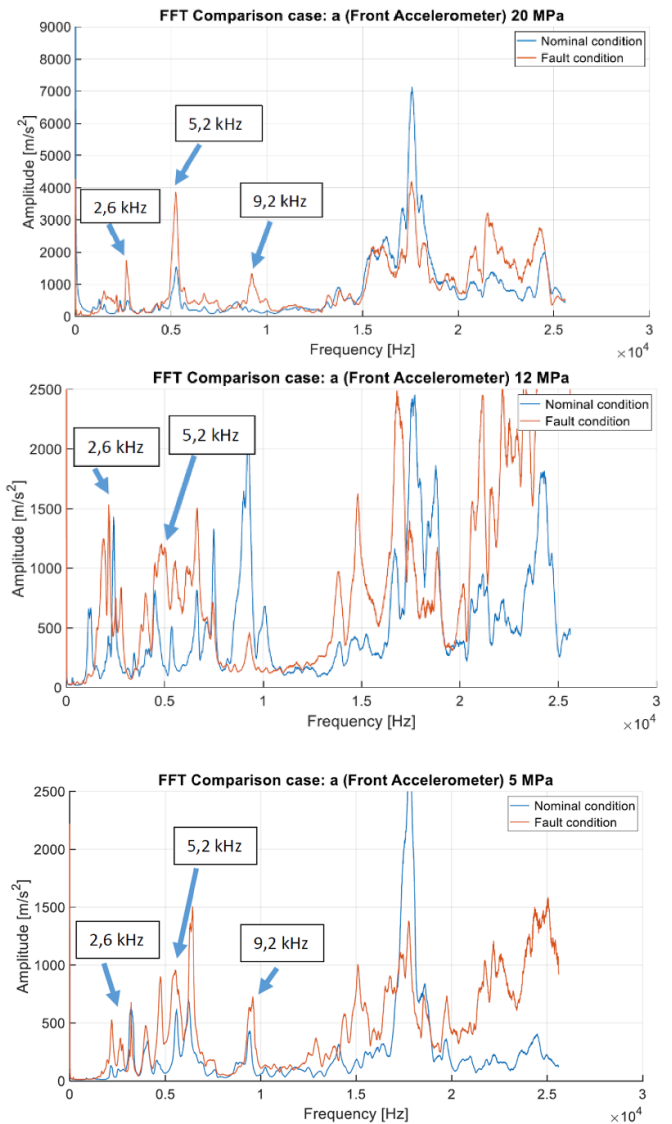 FFT Comparison case: a (Front Accelerometer) 20 MPa
Nominal condition
Fault condition
9000
8000
7000
6000
5000
4000
3000
2000
1000
0
Amplitude [m/s²]
5,2 kHz
2,6 kHz
9,2 kHz
0 0.5 1 1.5 2 2.5 3
Frequency [Hz]
×10⁴
FFT Comparison case: a (Front Accelerometer) 12 MPa
Nominal condition
Fault condition
2500
2000
1500
1000
500
0
Amplitude [m/s²]
5,2 kHz
2,6 kHz
0 0.5 1 1.5 2 2.5 3
Frequency [Hz]
×10⁴
FFT Comparison case: a (Front Accelerometer) 5 MPa
Nominal condition
Fault condition
2500
2000
1500
1000
500
0
Amplitude [m/s²]
5,2 kHz
2,6 kHz
9,2 kHz
0 0.5 1 1.5 2 2.5 3
Frequency [Hz]
×10⁴